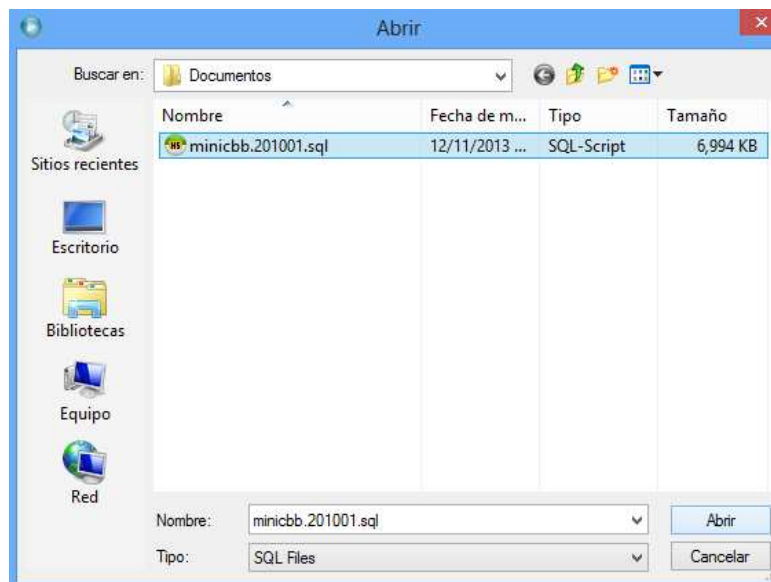 Abrir
Buscar en: Documentos
Nombre Fecha de m... Tipo Tamaño
HS minicbb.201001.sql 12/11/2013 ... SQL-Script 6,994 KB
Sitios recientes
Escritorio
Bibliotecas
Equipo
Red
Nombre: minicbb.201001.sql Abrir
Tipo: SQL Files Cancelar